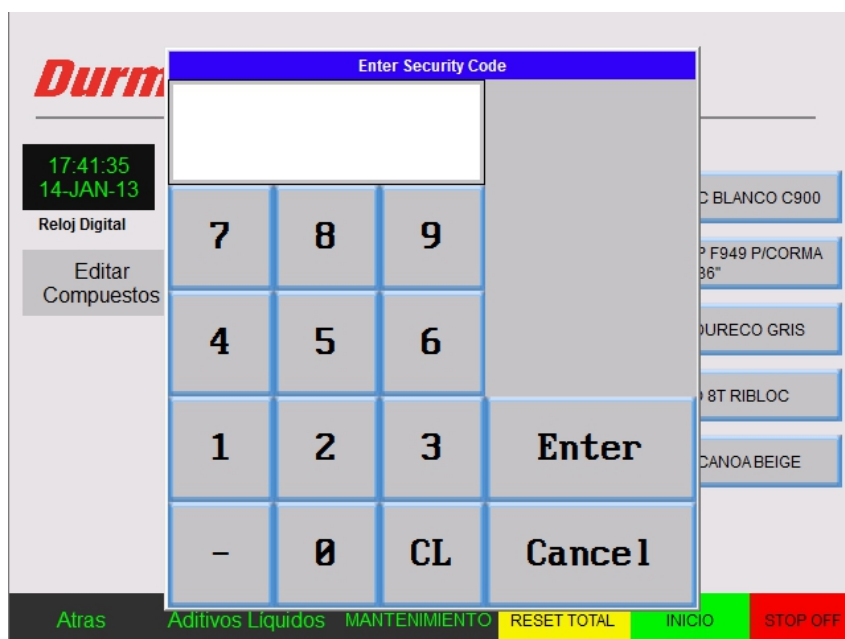 Durm
Enter Security Code
17:41:35
14-JAN-13
Reloj Digital
Editar
Compuestos
7 8 9
4 5 6
1 2 3 Enter
- 0 CL Cancel
C BLANCO C900
P F949 P/CORMA
36"
DURECO GRIS
8T RIBLOC
CANOA BEIGE
Atras Aditivos Líquidos MANTENIMIENTO RESET TOTAL INICIO STOP OFF